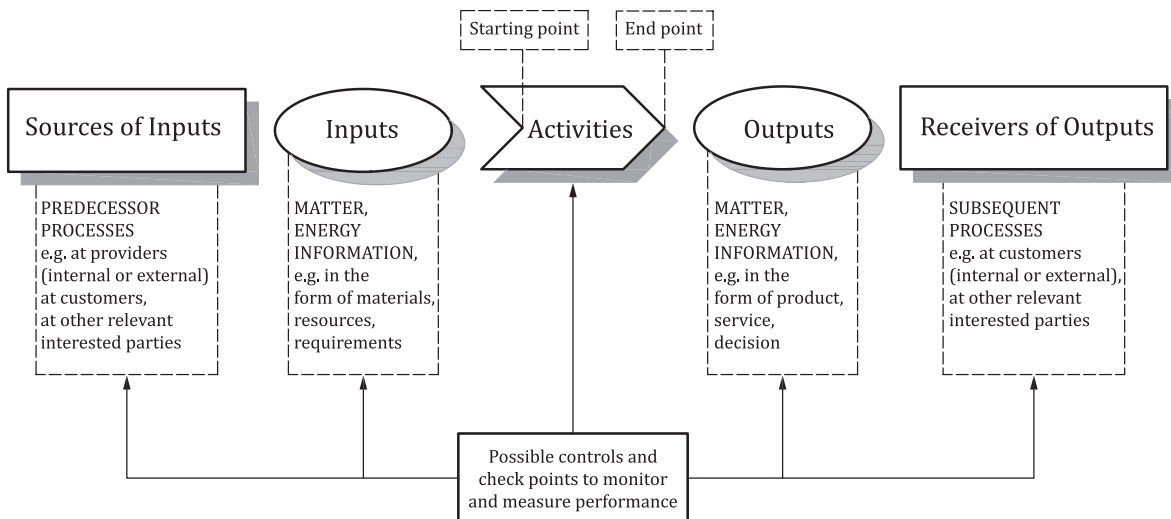 Starting point
End point
Sources of Inputs
Inputs
Activities
Outputs
Receivers of Outputs
PREDECESSOR
PROCESSES
e.g. at providers
(internal or external)
at customers,
at other relevant
interested parties
MATTER,
ENERGY
INFORMATION,
e.g. in the
form of materials,
resources,
requirements
MATTER,
ENERGY
INFORMATION,
e.g. in the
form of product,
service,
decision
SUBSEQUENT
PROCESSES
e.g. at customers
(internal or external),
at other relevant
interested parties
Possible controls and
check points to monitor
and measure performance